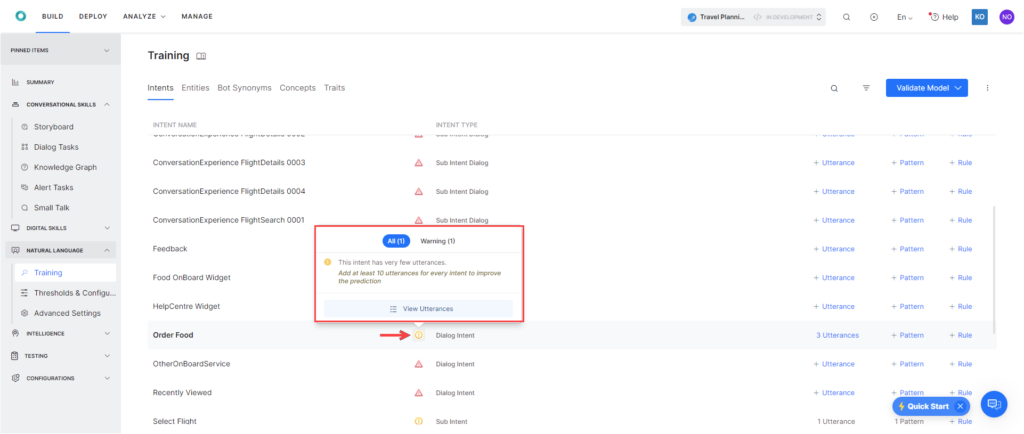 BUILD DEPLOY ANALYZE MANAGE Travel Planni... IN DEVELOPMENT En Help KO NO
PINNED ITEMS
SUMMARY
CONVERSATIONAL SKILLS
Storyboard
Dialog Tasks
Knowledge Graph
Alert Tasks
Small Talk
DIGITAL SKILLS
NATURAL LANGUAGE
Training
Thresholds & Configu...
Advanced Settings
INTELLIGENCE
TESTING
CONFIGURATIONS
Training
Intents Entities Bot Synonyms Concepts Traits Validate Model
INTENT NAME INTENT TYPE
ConversationExperience FlightDetails 0002 Sub Intent Dialog + Utterance + Pattern + Rule
ConversationExperience FlightDetails 0003 Sub Intent Dialog + Utterance + Pattern + Rule
ConversationExperience FlightDetails 0004 Sub Intent Dialog + Utterance + Pattern + Rule
ConversationExperience FlightSearch 0001 Sub Intent Dialog + Utterance + Pattern + Rule
Feedback + Utterance + Pattern + Rule
Food OnBoard Widget + Utterance + Pattern + Rule
HelpCentre Widget + Utterance + Pattern + Rule
All (1) Warning (1)
This intent has very few utterances.
Add at least 10 utterances for every intent to improve
the prediction
View Utterances
Order Food Dialog Intent 3 Utterances + Pattern + Rule
OtherOnBoardService Dialog Intent + Utterance + Pattern + Rule
Recently Viewed Dialog Intent + Utterance + Pattern + Rule
Select Flight Sub Intent 1 Utterance 1 Pattern + Rule
Quick Start